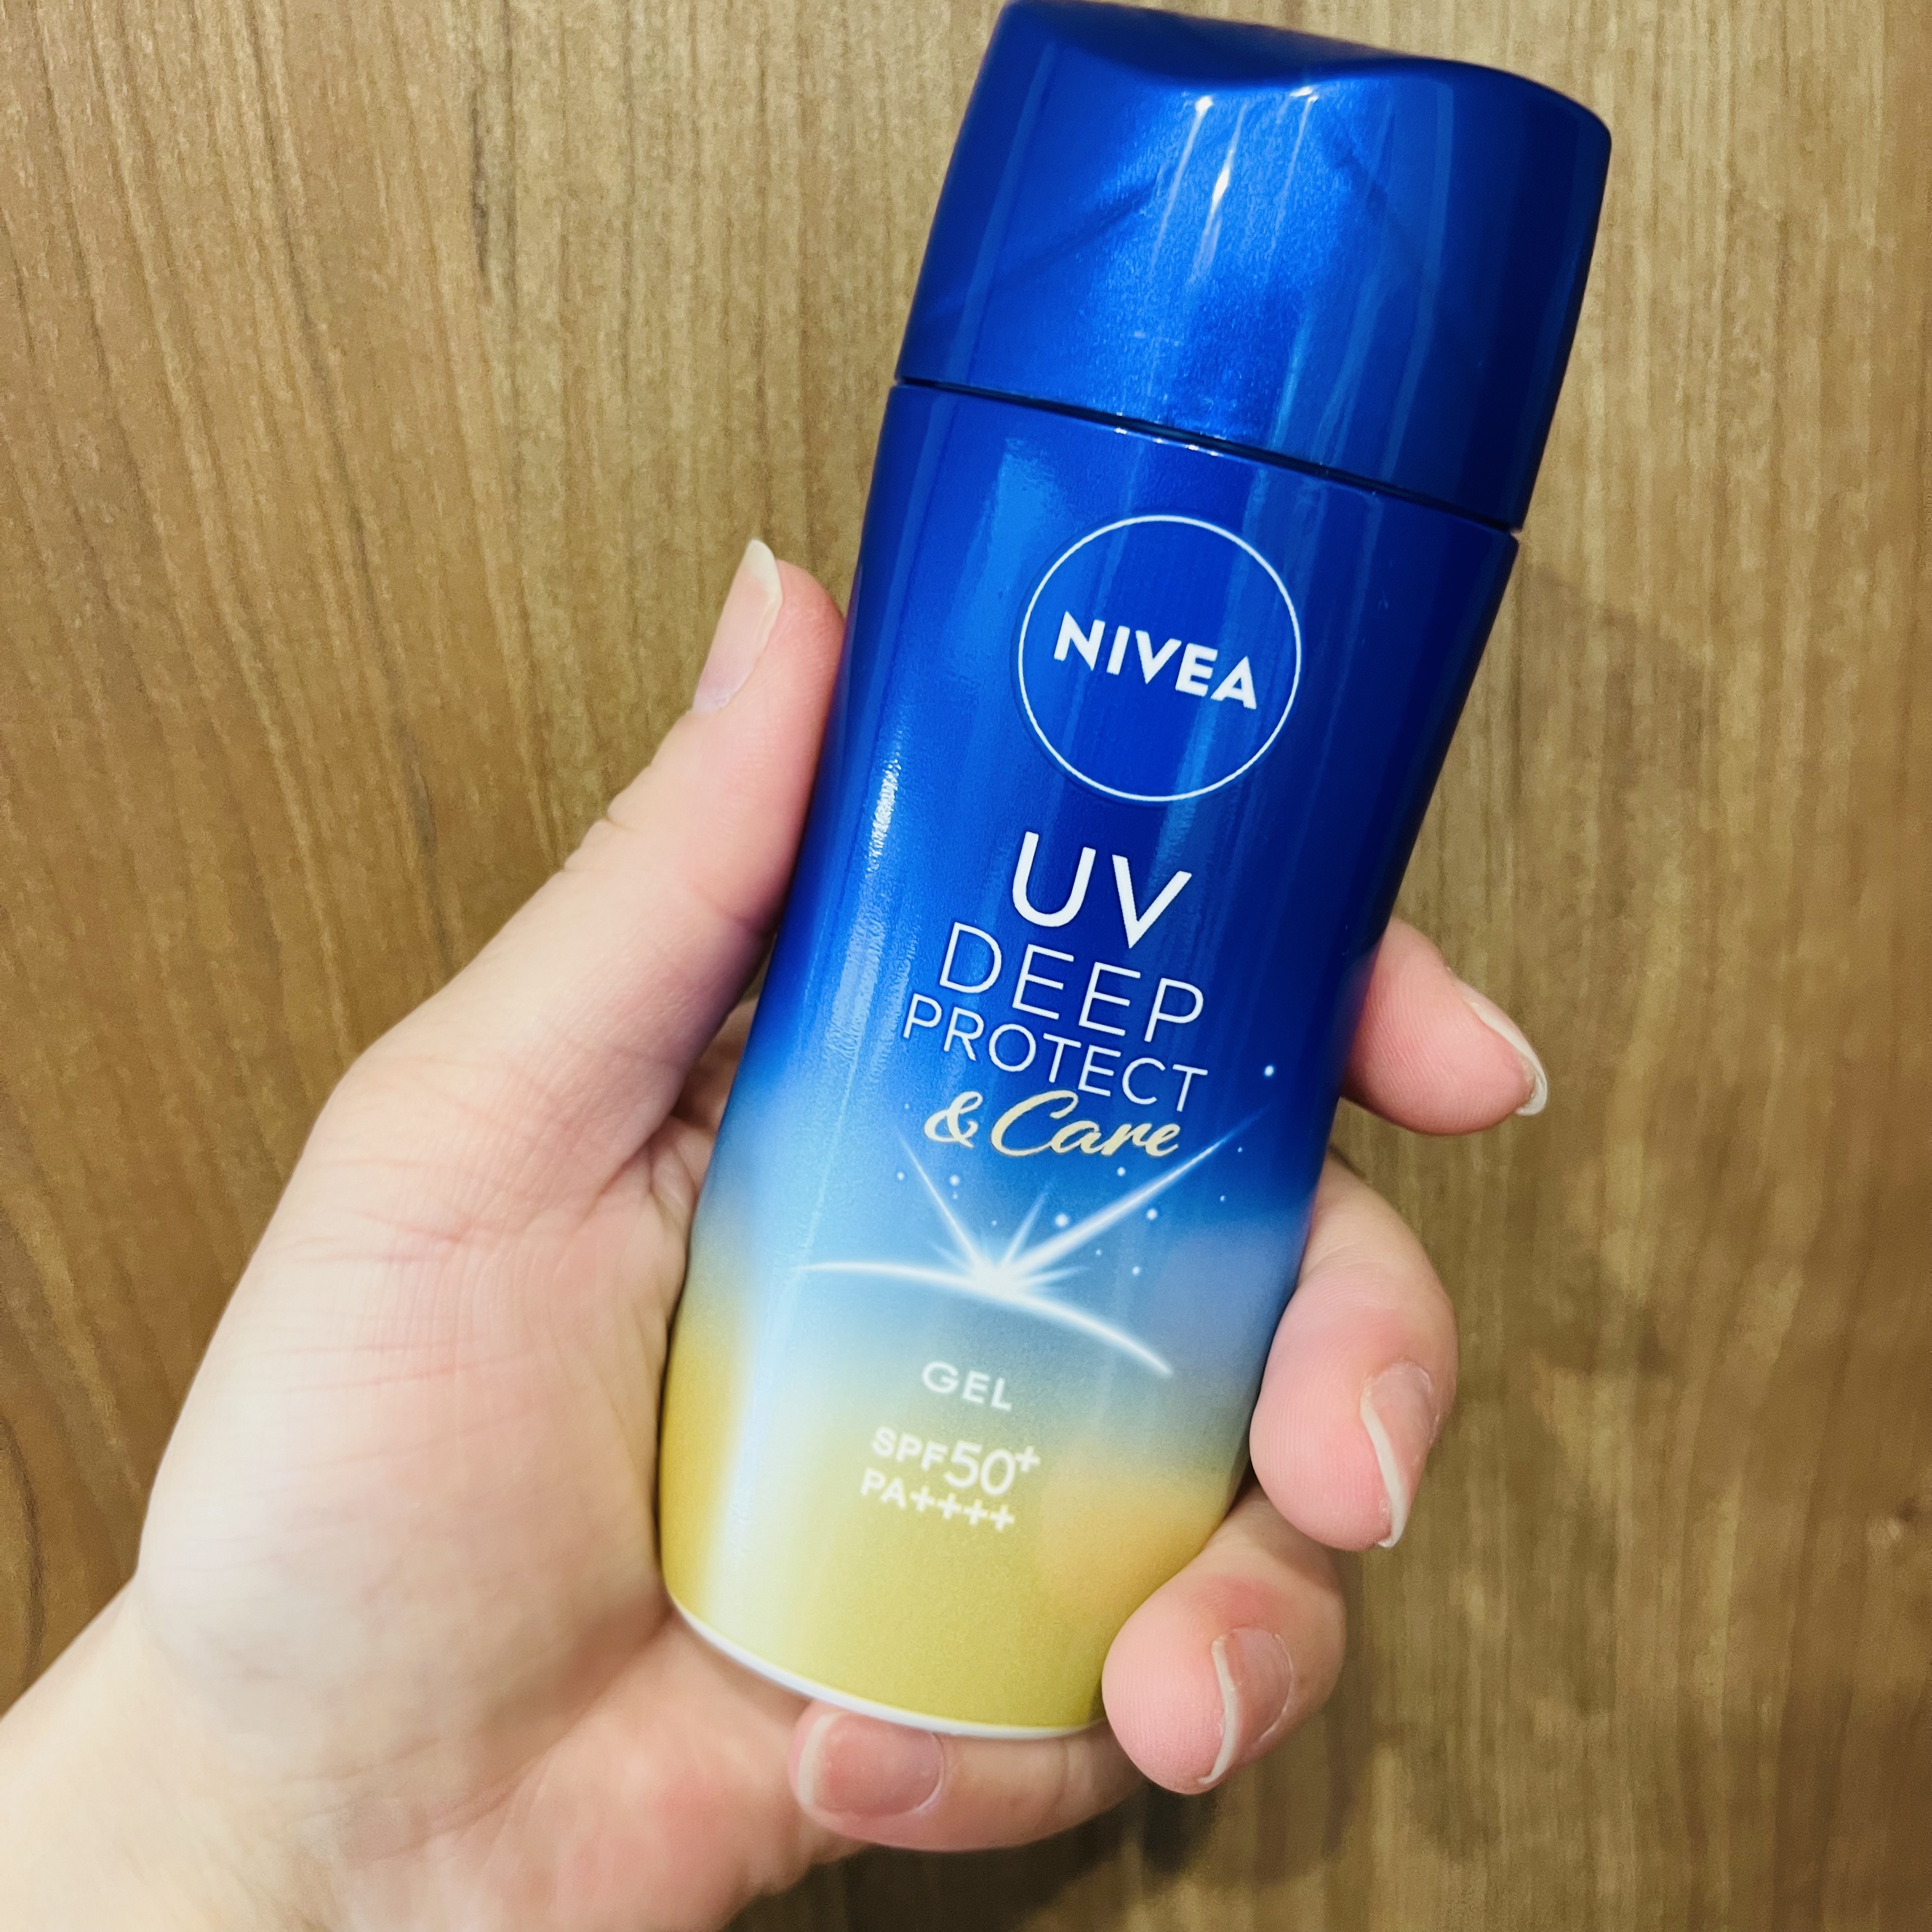 NIVEA
UV
DEEP
PROTECT
& Care
GEL
SPF50+
PA++++